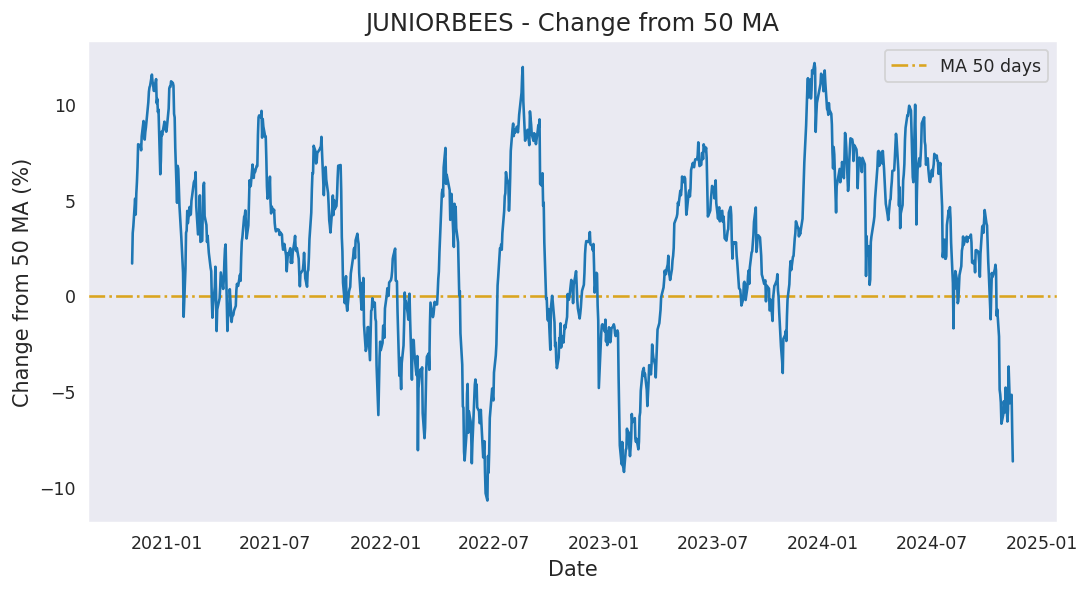 JUNIORBEES - Change from 50 MA
MA 50 days
Change from 50 MA (%)
10
5
0
−5
−10
2021-01 2021-07 2022-01 2022-07 2023-01 2023-07 2024-01 2024-07 2025-01
Date